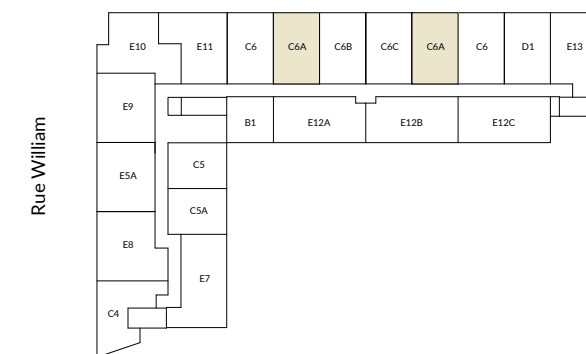 E10 E11 C6 C6A C6B C6C C6A C6 D1 E13
E9
B1 E12A E12B E12C
Rue William
C5
E5A
C5A
E8
E7
C4